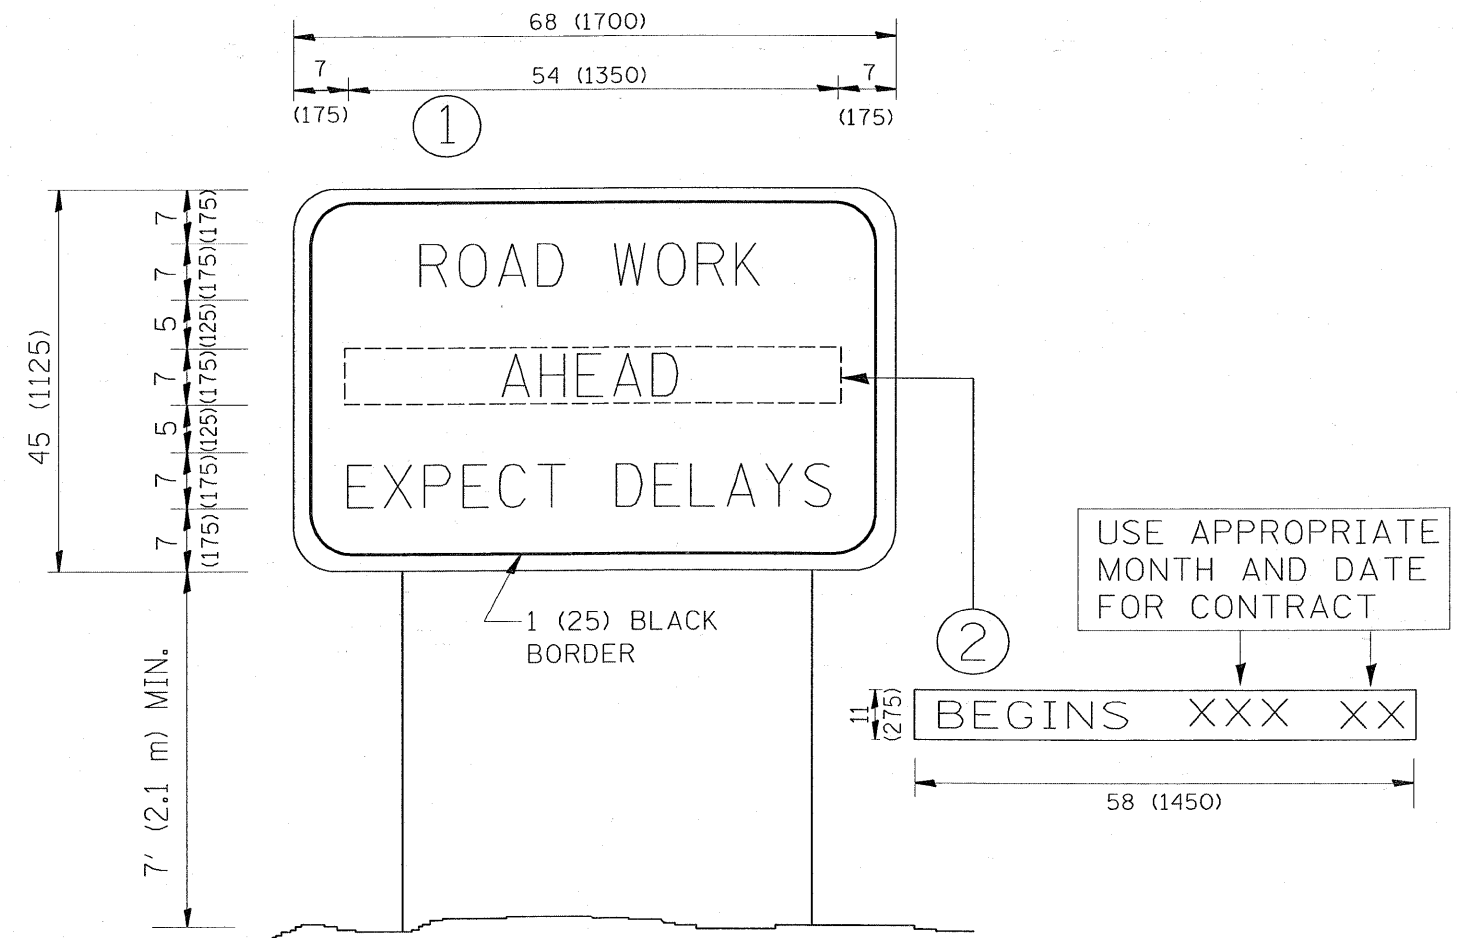 68 (1700)
7
54 (1350)
7
(175)
(175)
1
7
(175)
7
(175)
5
(125)
7
(175)
5
(125)
7
(175)
7
(175)
45 (1125)
ROAD WORK
AHEAD
EXPECT DELAYS
1 (25) BLACK
BORDER
7' (2.1 m) MIN.
USE APPROPRIATE
MONTH AND DATE
FOR CONTRACT
2
11
(275)
BEGINS XXX XX
58 (1450)